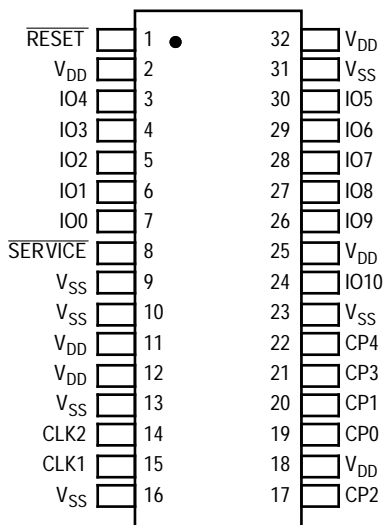 RESET 1 32 VDD
VDD 2 31 VSS
IO4 3 30 IO5
IO3 4 29 IO6
IO2 5 28 IO7
IO1 6 27 IO8
IO0 7 26 IO9
SERVICE 8 25 VDD
VSS 9 24 IO10
VSS 10 23 VSS
VDD 11 22 CP4
VDD 12 21 CP3
VSS 13 20 CP1
CLK2 14 19 CP0
CLK1 15 18 VDD
VSS 16 17 CP2